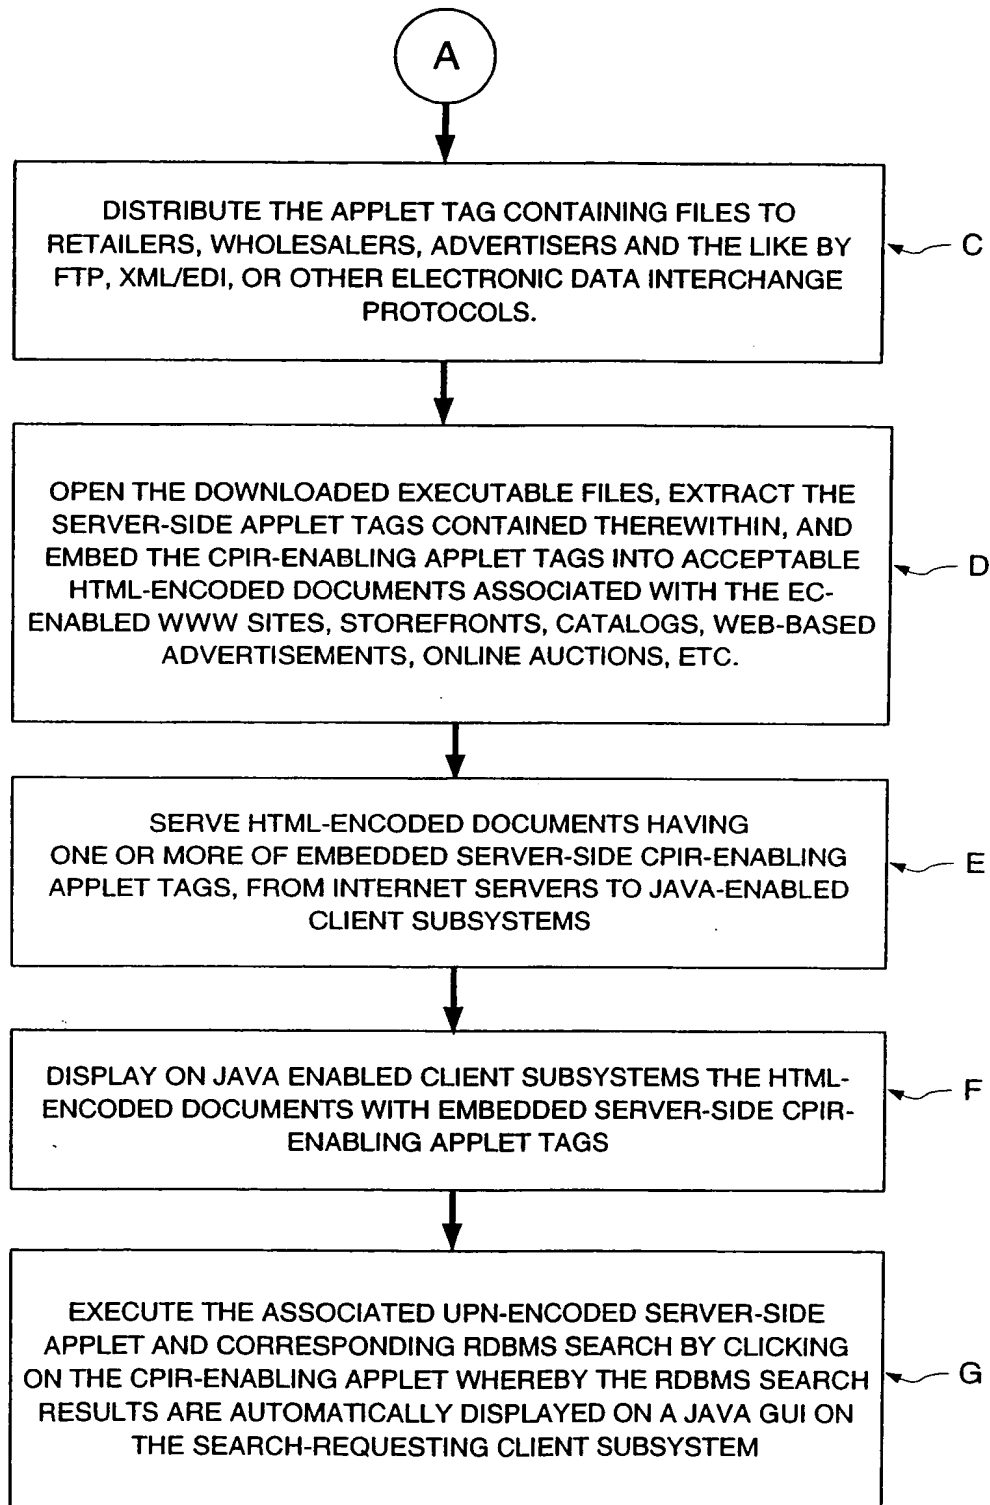 A
DISTRIBUTE THE APPLET TAG CONTAINING FILES TO
RETAILERS, WHOLESALERS, ADVERTISERS AND THE LIKE BY
FTP, XML/EDI, OR OTHER ELECTRONIC DATA INTERCHANGE
PROTOCOLS.
C
OPEN THE DOWNLOADED EXECUTABLE FILES, EXTRACT THE
SERVER-SIDE APPLET TAGS CONTAINED THEREWITHIN, AND
EMBED THE CPIR-ENABLING APPLET TAGS INTO ACCEPTABLE
HTML-ENCODED DOCUMENTS ASSOCIATED WITH THE EC-
ENABLED WWW SITES, STOREFRONTS, CATALOGS, WEB-BASED
ADVERTISEMENTS, ONLINE AUCTIONS, ETC.
D
SERVE HTML-ENCODED DOCUMENTS HAVING
ONE OR MORE OF EMBEDDED SERVER-SIDE CPIR-ENABLING
APPLET TAGS, FROM INTERNET SERVERS TO JAVA-ENABLED
CLIENT SUBSYSTEMS
E
DISPLAY ON JAVA ENABLED CLIENT SUBSYSTEMS THE HTML-
ENCODED DOCUMENTS WITH EMBEDDED SERVER-SIDE CPIR-
ENABLING APPLET TAGS
F
EXECUTE THE ASSOCIATED UPN-ENCODED SERVER-SIDE
APPLET AND CORRESPONDING RDBMS SEARCH BY CLICKING
ON THE CPIR-ENABLING APPLET WHEREBY THE RDBMS SEARCH
RESULTS ARE AUTOMATICALLY DISPLAYED ON A JAVA GUI ON
THE SEARCH-REQUESTING CLIENT SUBSYSTEM
G